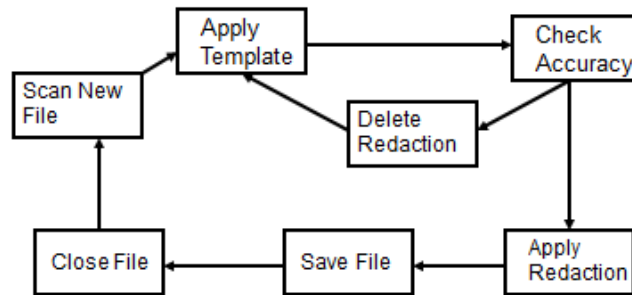 Apply
Template
Check
Accuracy
Scan New
File
Delete
Redaction
Close File
Save File
Apply
Redaction